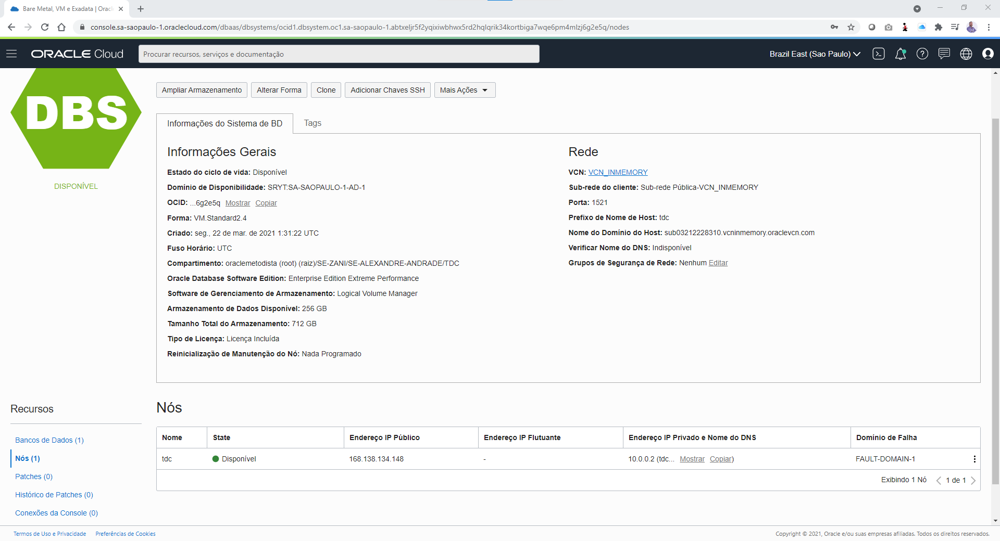 Bare Metal, VM e Exadata | Oracl
console.sa-saopaulo-1.oraclecloud.com/dbaas/dbsystems/ocid1.dbsystem.oc1.sa-saopaulo-1.abtxeljr5f2yqixiwbhwx5rd2hqlqrik34kortbiga7wqe6pm4mlzj6g2e5q/nodes
ORACLE Cloud
Procurar recursos, serviços e documentação
Brazil East (Sao Paulo)
DBS
DISPONÍVEL
Ampliar Armazenamento
Alterar Forma
Clone
Adicionar Chaves SSH
Mais Ações
Informações do Sistema de BD
Tags
Informações Gerais
Estado do ciclo de vida: Disponível
Domínio de Disponibilidade: SRYT:SA-SAOPAULO-1-AD-1
OCID: ...6g2e5q Mostrar Copiar
Forma: VM.Standard2.4
Criado: seg., 22 de mar. de 2021 1:31:22 UTC
Fuso Horário: UTC
Compartimento: oraclemetodista (root) (raiz)/SE-ZANI/SE-ALEXANDRE-ANDRADE/TDC
Oracle Database Software Edition: Enterprise Edition Extreme Performance
Software de Gerenciamento de Armazenamento: Logical Volume Manager
Armazenamento de Dados Disponível: 256 GB
Tamanho Total do Armazenamento: 712 GB
Tipo de Licença: Licença Incluída
Reinicialização de Manutenção do Nó: Nada Programado
Rede
VCN: VCN_INMEMORY
Sub-rede do cliente: Sub-rede Pública-VCN_INMEMORY
Porta: 1521
Prefixo de Nome de Host: tdc
Nome do Domínio do Host: sub03212228310.vcninmemory.oraclevcn.com
Verificar Nome do DNS: Indisponível
Grupos de Segurança de Rede: Nenhum Editar
Recursos
Bancos de Dados (1)
Nós (1)
Patches (0)
Histórico de Patches (0)
Conexões da Console (0)
Nós
Nome State Endereço IP Público Endereço IP Flutuante Endereço IP Privado e Nome do DNS Domínio de Falha
tdc Disponível 168.138.134.148 - 10.0.0.2 (tdc... Mostrar Copiar) FAULT-DOMAIN-1
Exibindo 1 Nó 1 de 1
Termos de Uso e Privacidade Preferências de Cookies
Copyright © 2021, Oracle e/ou suas empresas afiliadas. Todos os direitos reservados.